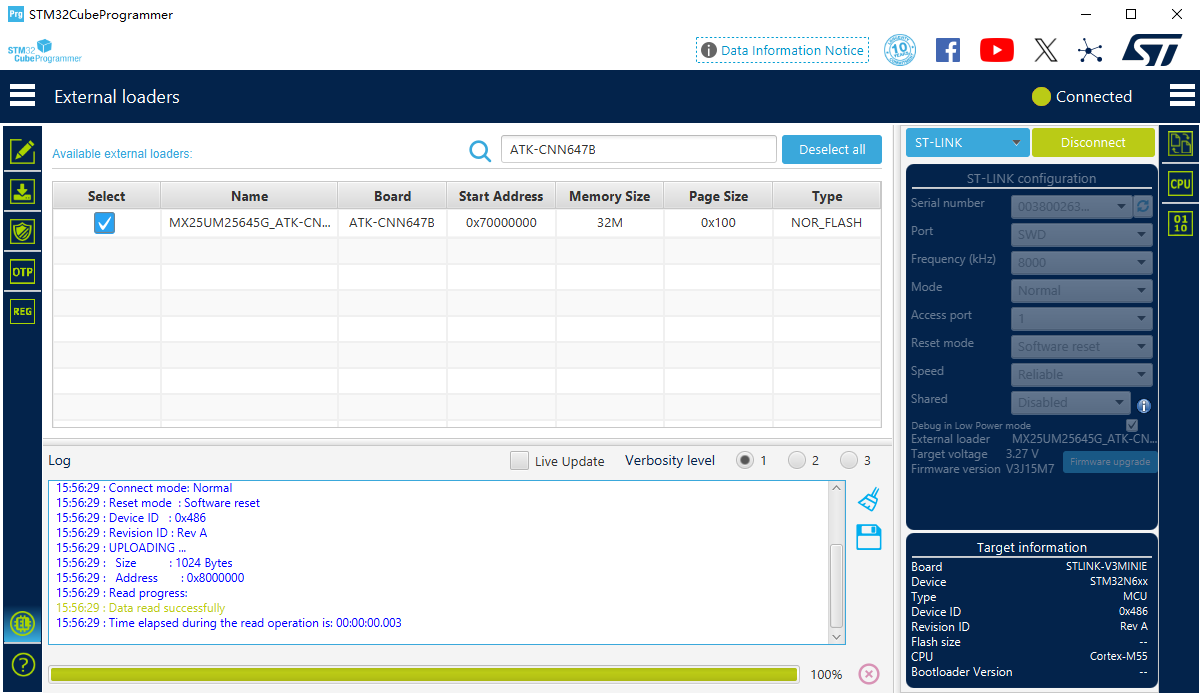 Prg STM32CubeProgrammer
STM32
CubeProgrammer
Data Information Notice
10 YEARS
External loaders
Connected
Available external loaders:
ATK-CNN647B
Deselect all
Select Name Board Start Address Memory Size Page Size Type
MX25UM25645G_ATK-CN... ATK-CNN647B 0x70000000 32M 0x100 NOR_FLASH
OTP
REG
EL
ST-LINK
Disconnect
ST-LINK configuration
Serial number 003800263...
Port SWD
Frequency (kHz) 8000
Mode Normal
Access port 1
Reset mode Software reset
Speed Reliable
Shared Disabled
Debug in Low Power mode
External loader MX25UM25645G_ATK-CN...
Target voltage 3.27 V
Firmware version V3J15M7
Firmware upgrade
CPU
01
10
Log
Live Update
Verbosity level 1 2 3
15:56:29 : Connect mode: Normal
15:56:29 : Reset mode : Software reset
15:56:29 : Device ID : 0x486
15:56:29 : Revision ID : Rev A
15:56:29 : UPLOADING ...
15:56:29 : Size : 1024 Bytes
15:56:29 : Address : 0x8000000
15:56:29 : Read progress:
15:56:29 : Data read successfully
15:56:29 : Time elapsed during the read operation is: 00:00:00.003
100%
Target information
Board STLINK-V3MINIE
Device STM32N6xx
Type MCU
Device ID 0x486
Revision ID Rev A
Flash size --
CPU Cortex-M55
Bootloader Version --